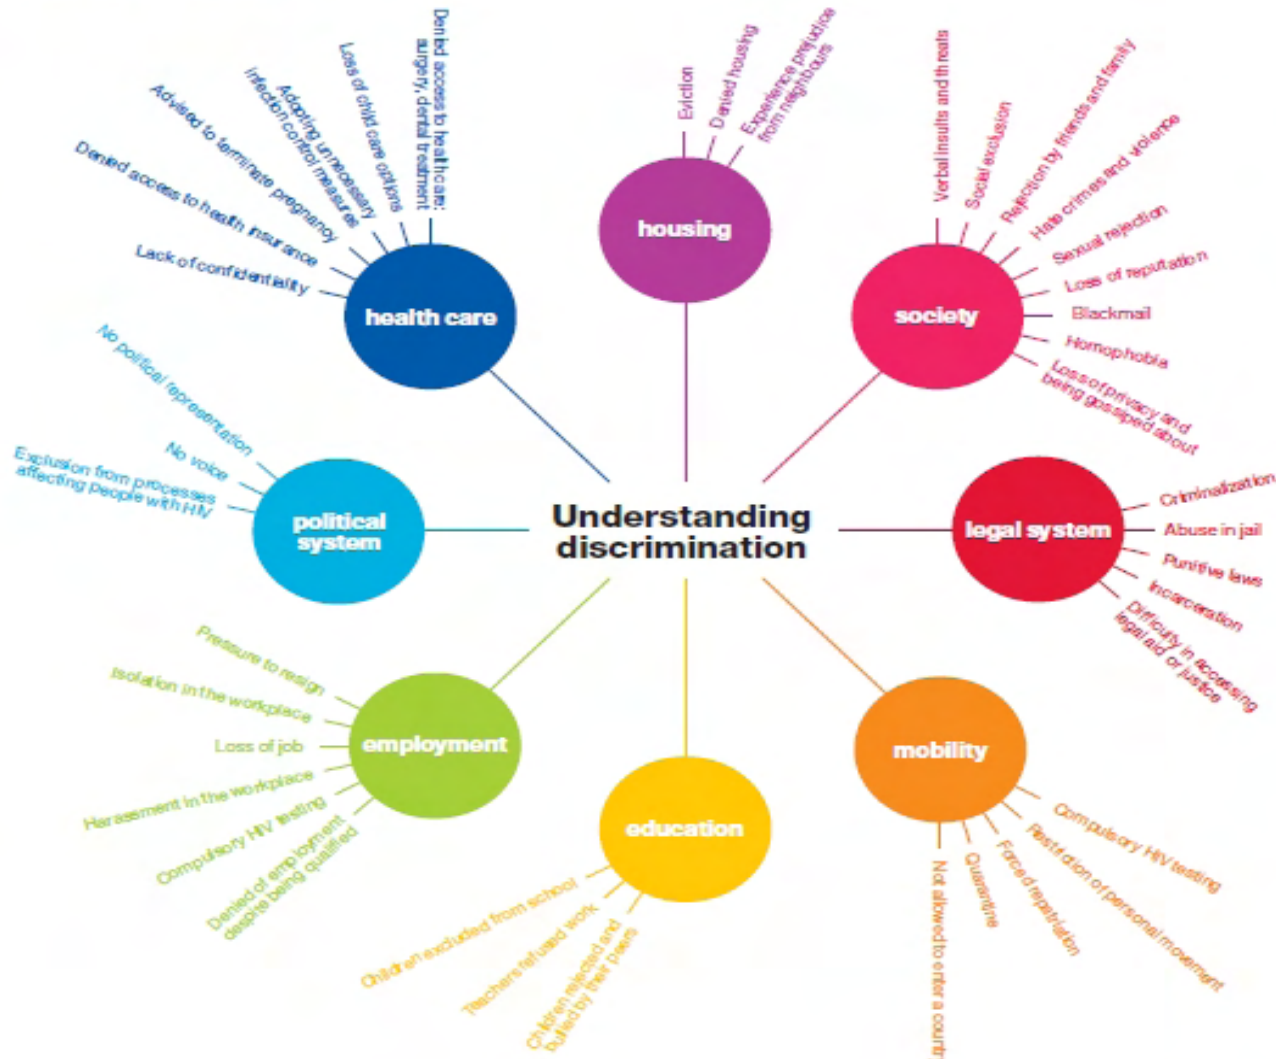 Understanding
discrimination
housing
Eviction
Denied housing
Experience prejudice
from neighbours
society
Verbal insults and threats
Social exclusion
Rejection by friends and family
Hate crimes and violence
Sexual rejection
Loss of reputation
Blackmail
Homophobia
Loss of privacy and
being gossiped about
legal system
Criminalization
Abuse in jail
Punitive laws
Incarceration
Difficulty in accessing
legal aid or justice
mobility
Compulsory HIV testing
of personal movement
Forced repatriation
Quarantine
Not allowed to enter a countr
education
Children rejected and
bullied by their peers
Teachers refused work
Children excluded from school
employment
Denied of employment
despite being qualified
Compulsory HIV testing
Harassment in the workplace
Loss of job
Isolation in the workplace
Pressure to resign
political
system
Exclusion from processes
affecting people with HIV
No voice
No political representation
health care
Lack of confidentiality
Denied access to health insurance
Advised to terminate pregnancy
Adopting unnecessary
infection control measures
Loss of child care options
Denied access to healthcare:
surgery, dental treatment